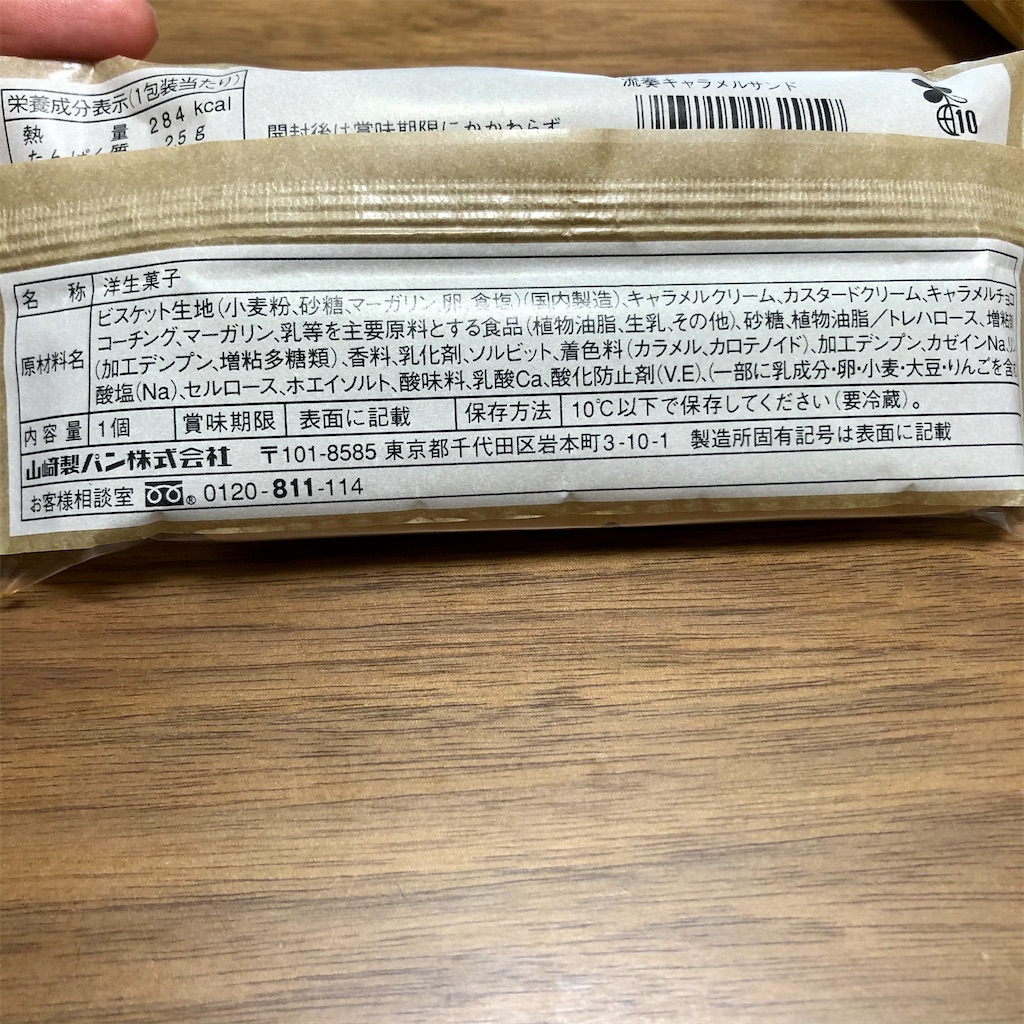 栄養成分表示(1包装当たり)
熱量 284 kcal
たんぱく質 2.5g
開封後は賞味期限にかかわらず
流奏キャラメルサンド
10
名称 洋生菓子
原材料名 ビスケット生地(小麦粉、砂糖、マーガリン、卵、食塩)(国内製造)、キャラメルクリーム、カスタードクリーム、キャラメルチョコ
コーチング、マーガリン、乳等を主要原料とする食品(植物油脂、生乳、その他)、砂糖、植物油脂/トレハロース、増粘剤
(加工デンプン、増粘多糖類)、香料、乳化剤、ソルビット、着色料(カラメル、カロテノイド)、加工デンプン、カゼインNa、リン
酸塩(Na)、セルロース、ホエイソルト、酸味料、乳酸Ca、酸化防止剤(V.E)、(一部に乳成分・卵・小麦・大豆・りんごを含む
内容量 1個 賞味期限 表面に記載 保存方法 10℃以下で保存してください(要冷蔵)。
山崎製パン株式会社 〒101-8585 東京都千代田区岩本町3-10-1 製造所固有記号は表面に記載
お客様相談室 ® 0120-811-114